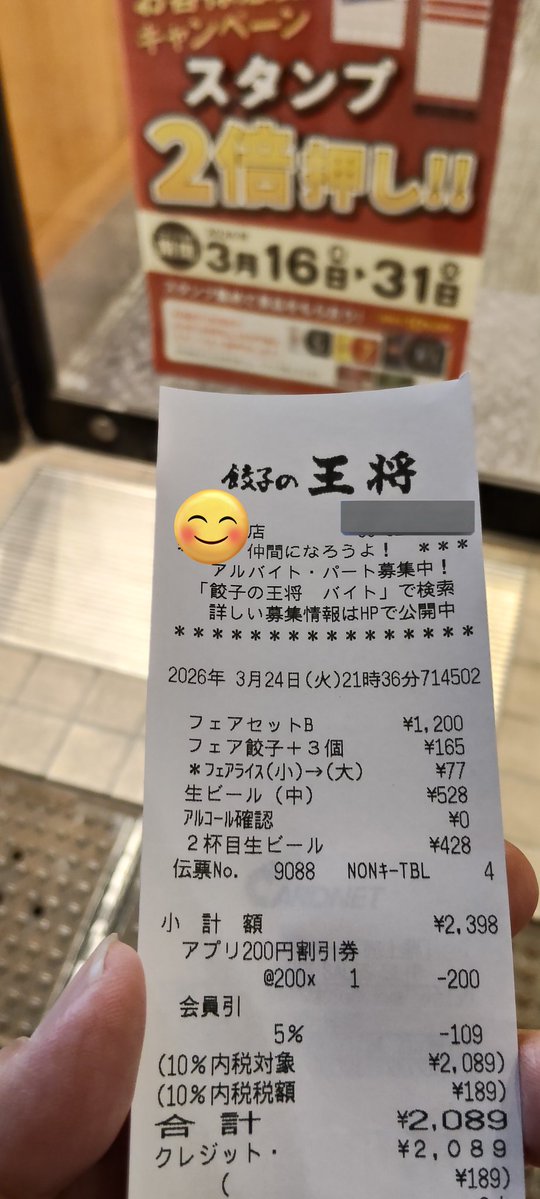 キャンペーン
スタンプ
2倍押し!!
3月16日▶31日
餃子の 王将
店
仲間になろうよ! ***
アルバイト・パート募集中!
「餃子の王将 バイト」で検索
詳しい募集情報はHPで公開中
****************
2026年 3月24日(火)21時36分714502
フェアセットB ¥1,200
フェア餃子+3個 ¥165
*フェアライス(小)→(大) ¥77
生ビール (中) ¥528
アルコール確認 ¥0
2杯目生ビール ¥428
伝票No. 9088 NONキ-TBL 4
小 計 額 ¥2,398
アプリ200円割引券
@200x 1 -200
会員引
5% -109
(10%内税対象 ¥2,089)
(10%内税税額 ¥189)
合 計 ¥2,089
クレジット・ ¥2,089
( ¥189)